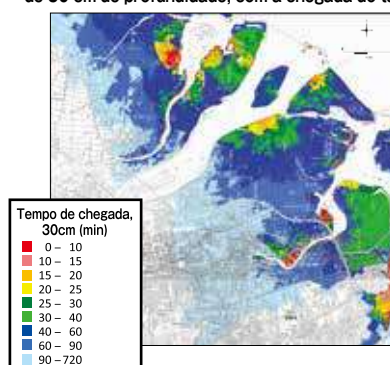 de 30 cm de profundidade, com a chegada do
Tempo de chegada,
30cm (min)
0 – 10
10 – 15
15 – 20
20 – 25
25 – 30
30 – 40
40 – 60
60 – 90
90 –720